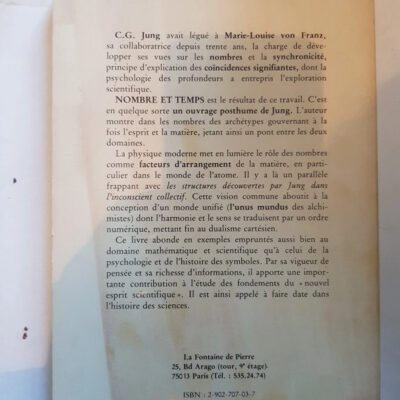 C.G. Jung avait légué à Marie-Louise von Franz,
sa collaboratrice depuis trente ans, la charge de déve-
lopper ses vues sur les nombres et la synchronicité,
principe d'explication des coïncidences signifiantes, dont la
psychologie des profondeurs a entrepris l'exploration
scientifique.
NOMBRE ET TEMPS est le résultat de ce travail. C'est
en quelque sorte un ouvrage posthume de Jung. L'auteur
montre dans les nombres des archétypes gouvernant à la
fois l'esprit et la matière, jetant ainsi un pont entre les deux
domaines.
La physique moderne met en lumière le rôle des nombres
comme facteurs d'arrangement de la matière, en parti-
culier dans le monde de l'atome. Il y a là un parallèle
frappant avec les structures découvertes par Jung dans
l'inconscient collectif. Cette vision commune aboutit à la
conception d'un monde unifié (l'unus mundus des alchi-
mistes) dont l'harmonie et le sens se traduisent par un ordre
numérique, mettant fin au dualisme cartésien.
Ce livre abonde en exemples empruntés aussi bien au
domaine mathématique et scientifique qu'à celui de la
psychologie et de l'histoire des symboles. Par sa vigueur de
pensée et sa richesse d'informations, il apporte une impor-
tante contribution à l'étude des fondements du « nouvel
esprit scientifique ». Il est ainsi appelé à faire date dans
l'histoire des sciences.
La Fontaine de Pierre
25, Bd Arago (tour, 9e étage)
75013 Paris (Tél. : 535.24.74)
ISBN : 2-902-707-03-7